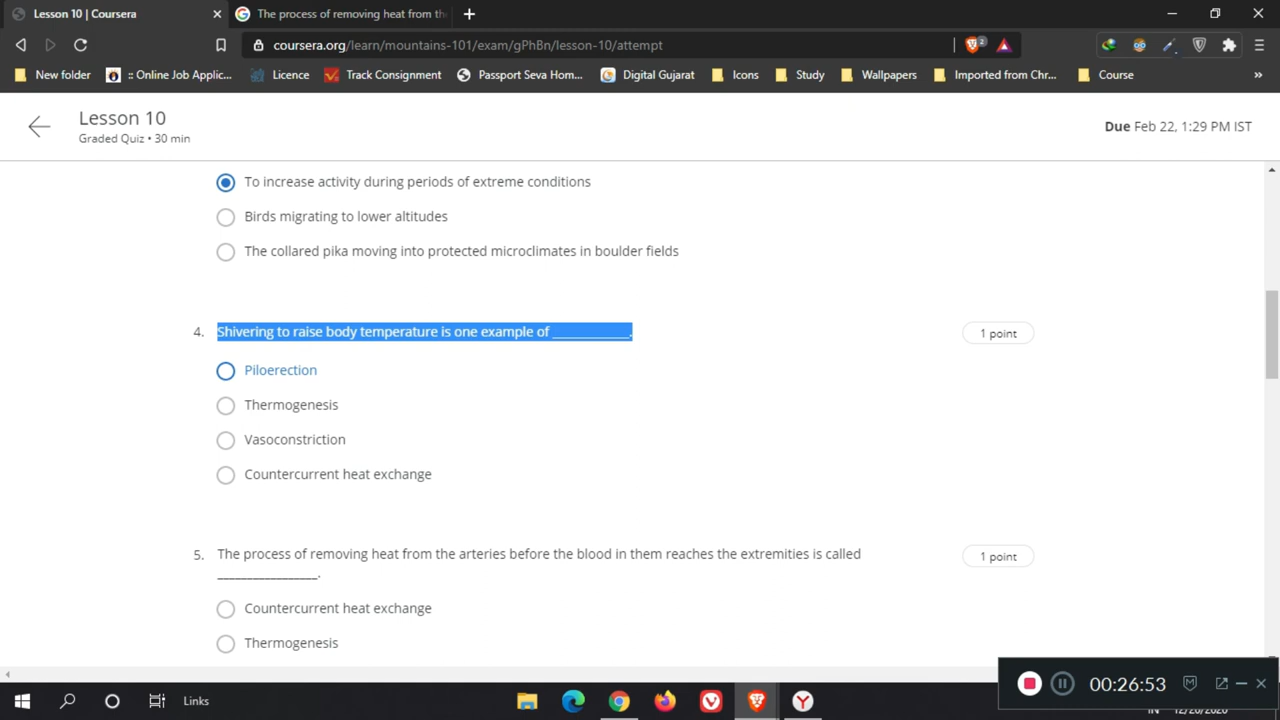 Lesson 10 | Coursera
The process of removing heat from the
coursera.org/learn/mountains-101/exam/gPhBn/lesson-10/attempt
2
New folder
:: Online Job Applic...
Licence
Track Consignment
Passport Seva Hom...
Digital Gujarat
Icons
Study
Wallpapers
Imported from Chr...
Course
»
Lesson 10
Graded Quiz • 30 min
Due Feb 22, 1:29 PM IST
To increase activity during periods of extreme conditions
Birds migrating to lower altitudes
The collared pika moving into protected microclimates in boulder fields
4. Shivering to raise body temperature is one example of ____________.
1 point
Piloerection
Thermogenesis
Vasoconstriction
Countercurrent heat exchange
5. The process of removing heat from the arteries before the blood in them reaches the extremities is called
________________.
1 point
Countercurrent heat exchange
Thermogenesis
00:26:53
Links